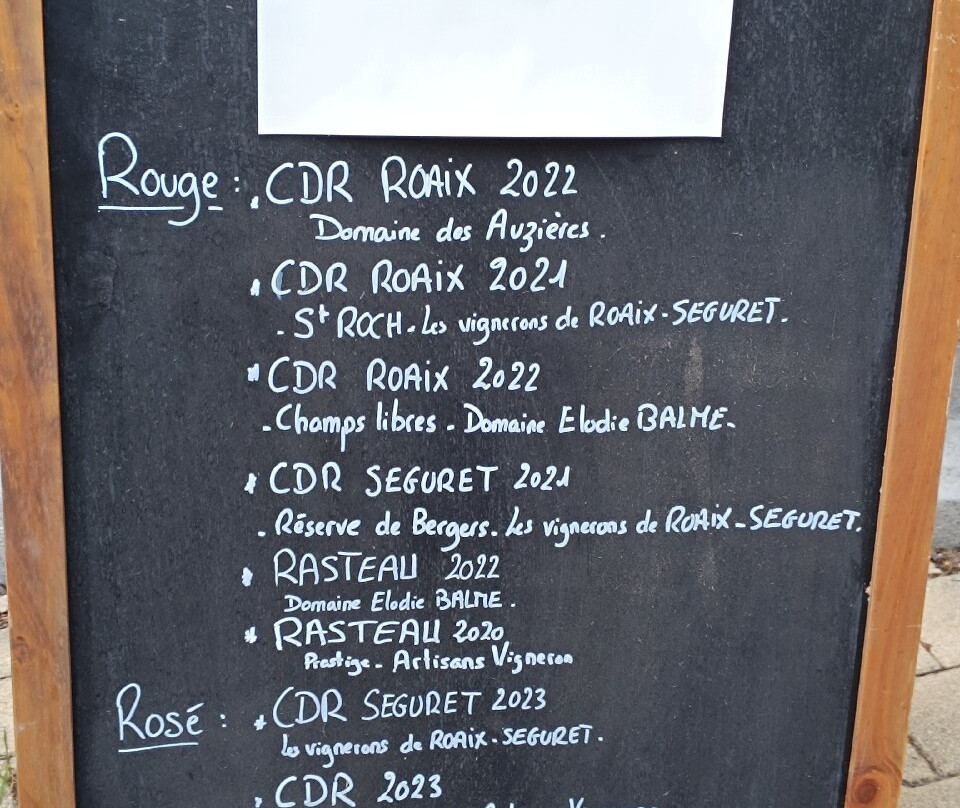 Rouge : . CDR ROAIX 2022
Domaine des Auzières.
. CDR ROAIX 2021
- St ROCH - Les vignerons de ROAIX-SEGURET.
. CDR ROAIX 2022
- Champs libres - Domaine Elodie BALME-
. CDR SEGURET 2021
- Réserve de Bergers - Les vignerons de ROAIX-SEGURET.
. RASTEAU 2022
Domaine Elodie BALME.
. RASTEAU 2020
Prestige - Artisans Vigneron
Rosé : . CDR SEGURET 2023
Les vignerons de ROAIX-SEGURET.
. CDR 2023